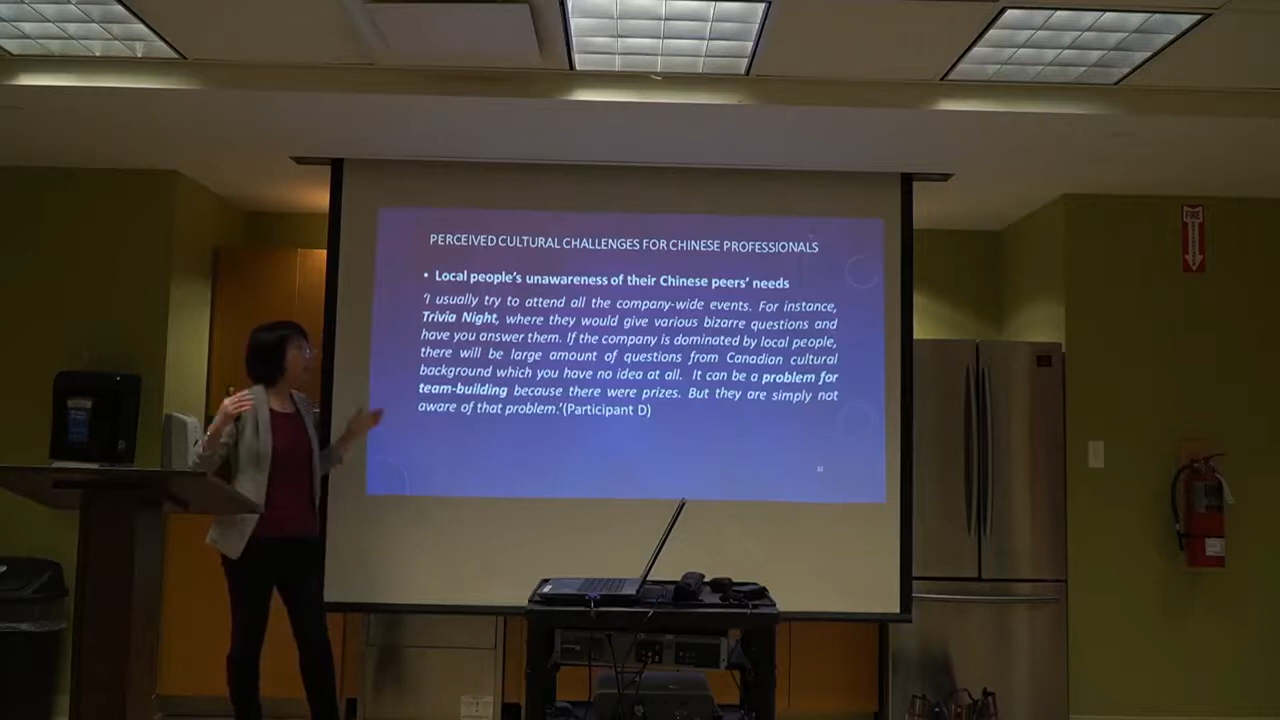 PERCEIVED CULTURAL CHALLENGES FOR CHINESE PROFESSIONALS
• Local people's unawareness of their Chinese peers' needs
'I usually try to attend all the company-wide events. For instance,
Trivia Night, where they would give various bizarre questions and
have you answer them. If the company is dominated by local people,
there will be large amount of questions from Canadian cultural
background which you have no idea at all. It can be a problem for
team-building because there were prizes. But they are simply not
aware of that problem.'(Participant D)
FIRE